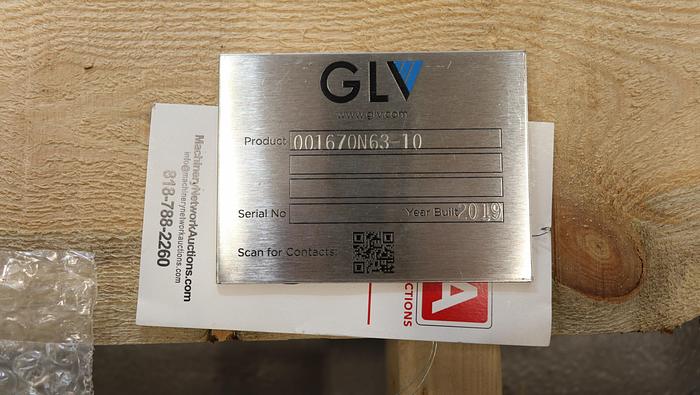 GLV
www.glv.com
Product 001670N63-10
Serial No Year Built 2019
Scan for Contacts:
MachineryNetworkAuctions.com
info@machinerynetworkauctions.com
818-788-2260
A
CTIONS